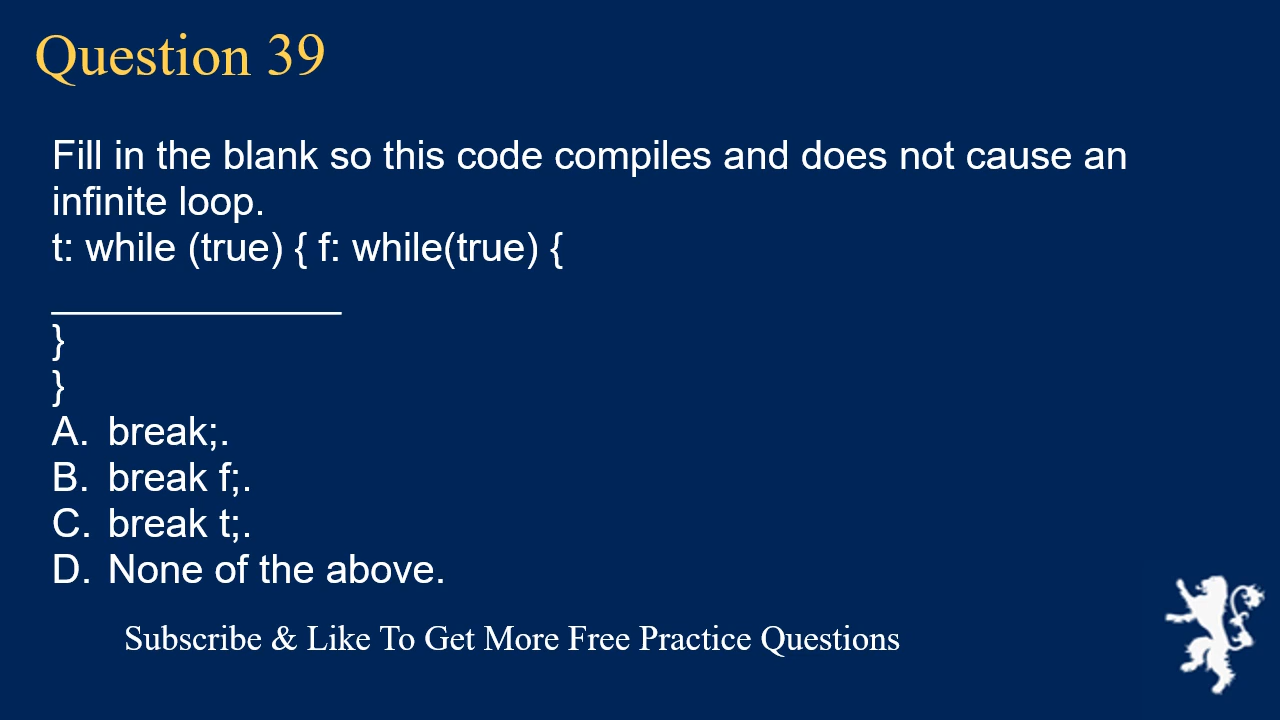 Question 39
Fill in the blank so this code compiles and does not cause an
infinite loop.
t: while (true) { f: while(true) {
_______________
}
}
A. break;.
B. break f;.
C. break t;.
D. None of the above.
Subscribe & Like To Get More Free Practice Questions